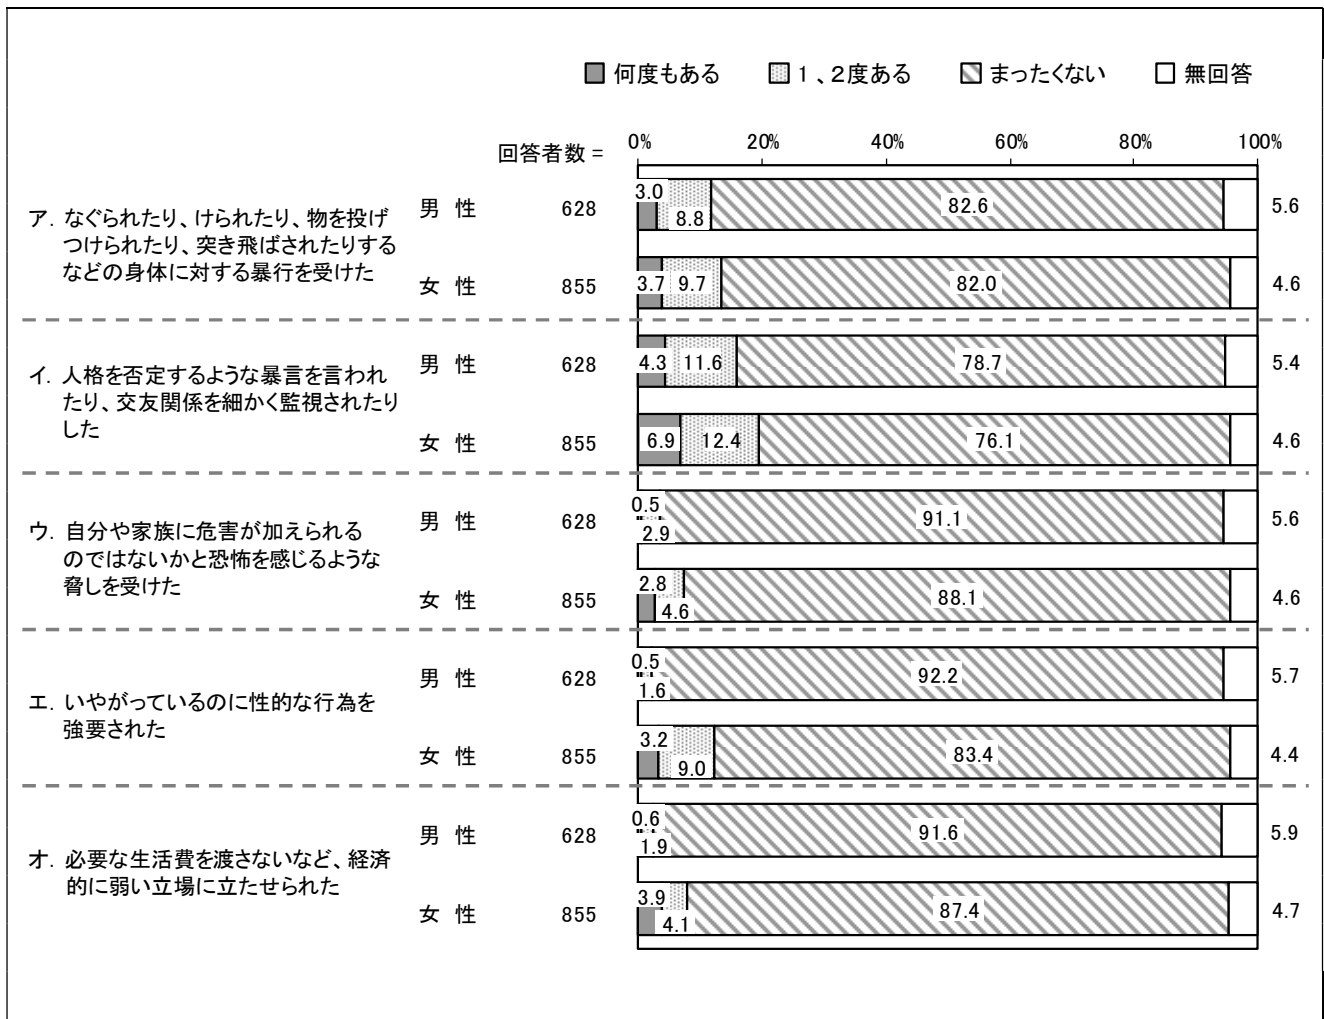 何度もある １、２度ある まったくない 無回答
回答者数 = 0% 20% 40% 60% 80% 100%
ア. なぐられたり、けられたり、物を投げ
つけられたり、突き飛ばされたりする
などの身体に対する暴行を受けた
男 性 628 3.0 8.8 82.6 5.6
女 性 855 3.7 9.7 82.0 4.6
イ. 人格を否定するような暴言を言われ
たり、交友関係を細かく監視されたり
した
男 性 628 4.3 11.6 78.7 5.4
女 性 855 6.9 12.4 76.1 4.6
ウ. 自分や家族に危害が加えられる
のではないかと恐怖を感じるような
脅しを受けた
男 性 628 0.5 2.9 91.1 5.6
女 性 855 2.8 4.6 88.1 4.6
エ. いやがっているのに性的な行為を
強要された
男 性 628 0.5 1.6 92.2 5.7
女 性 855 3.2 9.0 83.4 4.4
オ. 必要な生活費を渡さないなど、経済
的に弱い立場に立たせられた
男 性 628 0.6 1.9 91.6 5.9
女 性 855 3.9 4.1 87.4 4.7